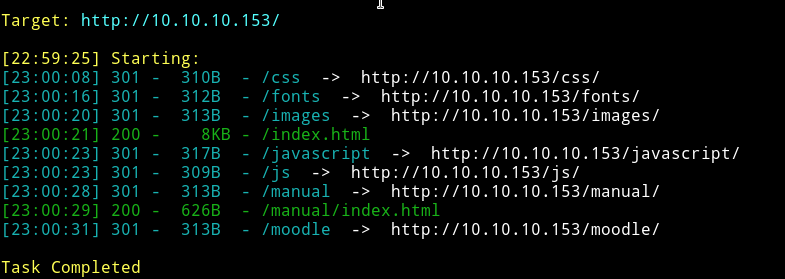 Target: http://10.10.10.153/
[22:59:25] Starting:
[23:00:08] 301 -  310B  - /css  ->  http://10.10.10.153/css/
[23:00:16] 301 -  312B  - /fonts  ->  http://10.10.10.153/fonts/
[23:00:20] 301 -  313B  - /images  ->  http://10.10.10.153/images/
[23:00:21] 200 -    8KB - /index.html
[23:00:23] 301 -  317B  - /javascript  ->  http://10.10.10.153/javascript/
[23:00:23] 301 -  309B  - /js  ->  http://10.10.10.153/js/
[23:00:28] 301 -  313B  - /manual  ->  http://10.10.10.153/manual/
[23:00:29] 200 -  626B  - /manual/index.html
[23:00:31] 301 -  313B  - /moodle  ->  http://10.10.10.153/moodle/
Task Completed